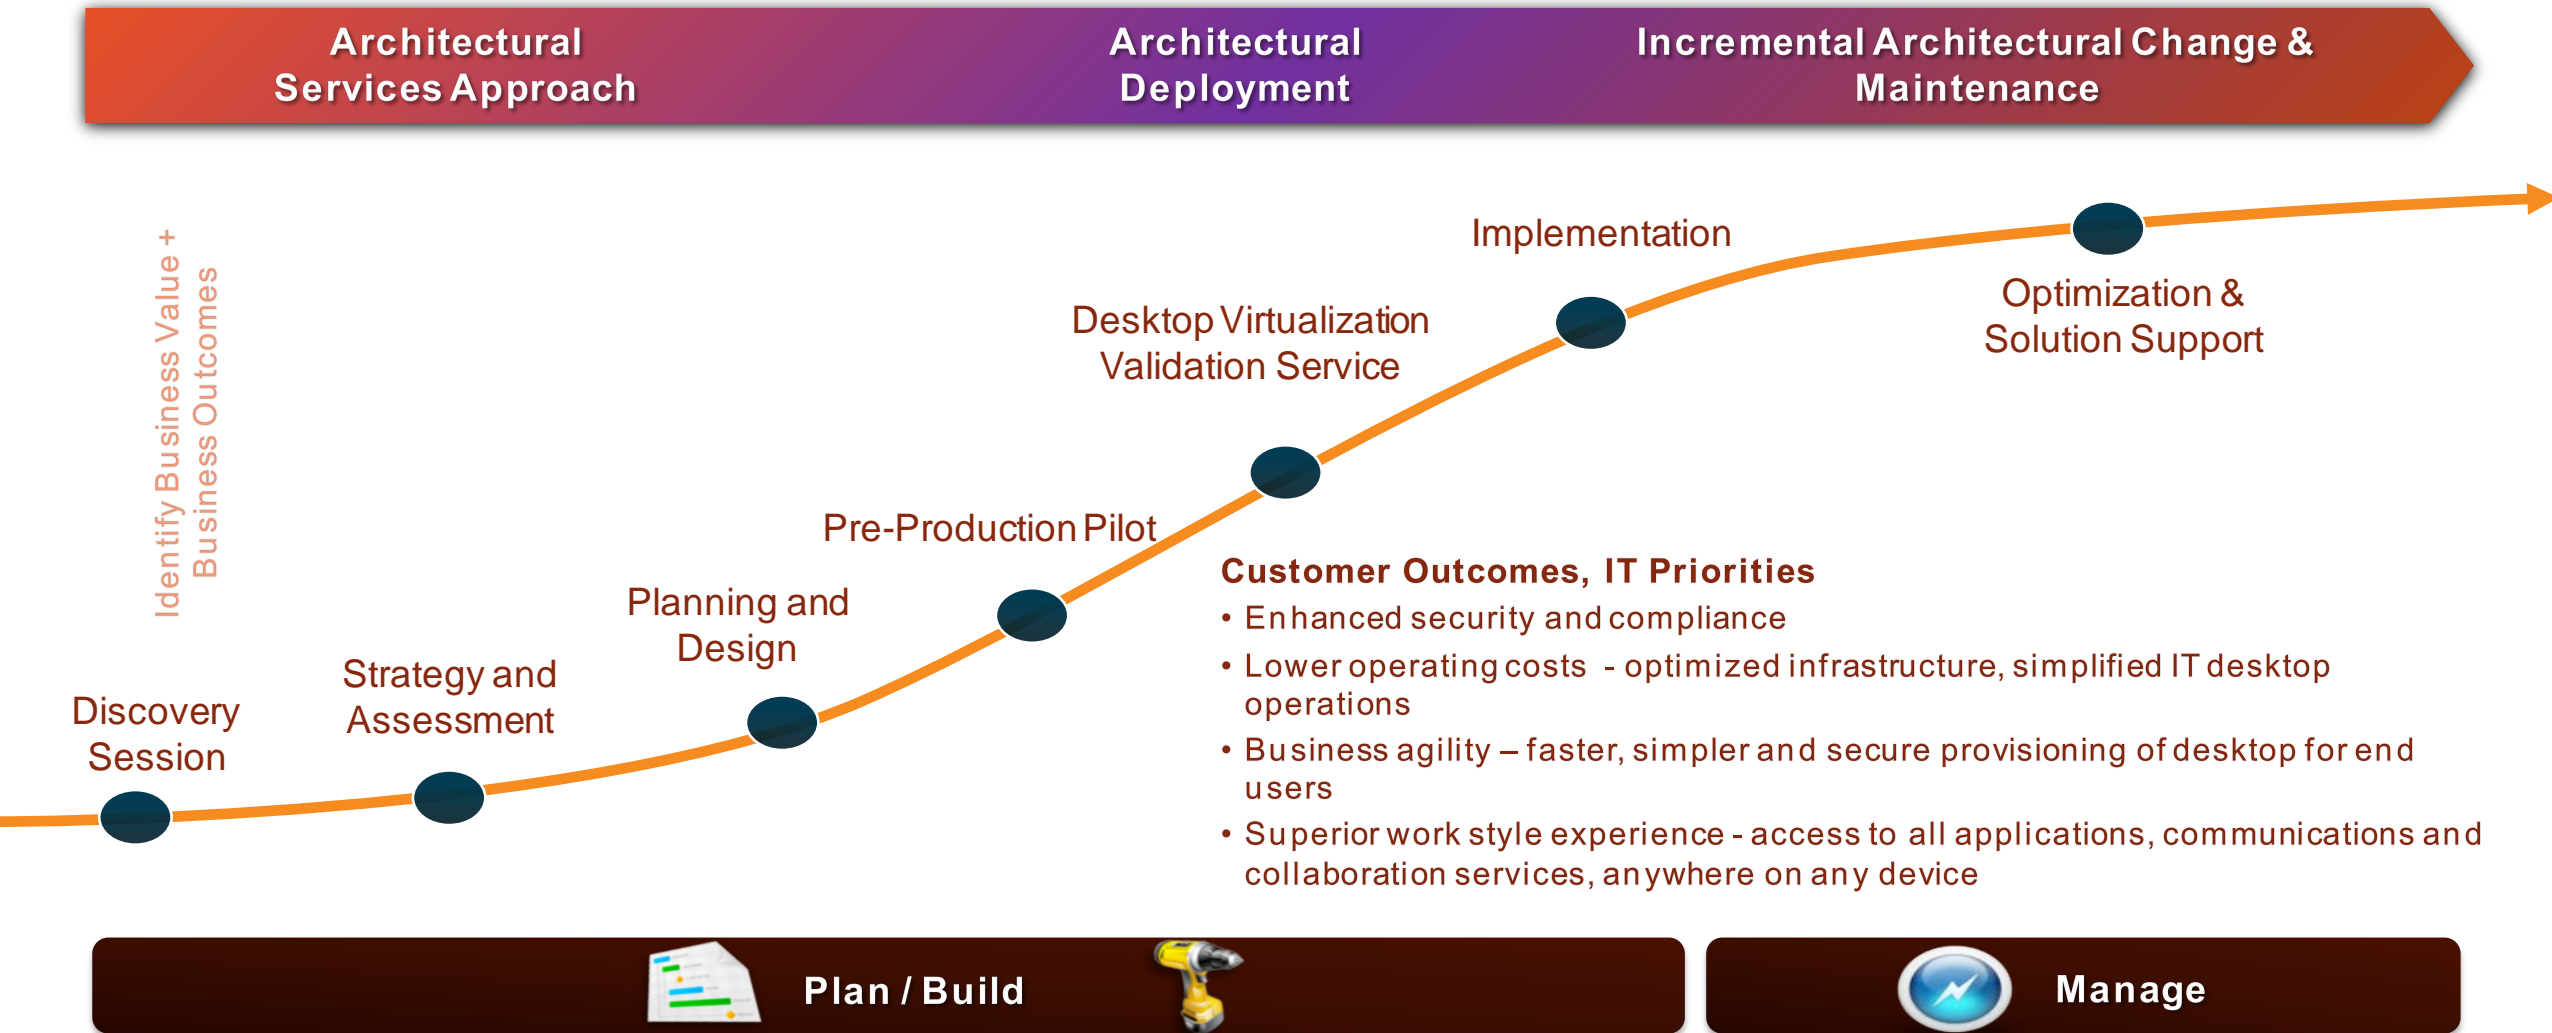 Architectural
Services Approach
Architectural
Deployment
Incremental Architectural Change &
Maintenance
Identify Business Value +
Business Outcomes
Discovery
Session
Strategy and
Assessment
Planning and
Design
Pre-Production Pilot
Desktop Virtualization
Validation Service
Implementation
Optimization &
Solution Support
Customer Outcomes, IT Priorities
• Enhanced security and compliance
• Lower operating costs - optimized infrastructure, simplified IT desktop
operations
• Business agility – faster, simpler and secure provisioning of desktop for end
users
• Superior work style experience - access to all applications, communications and
collaboration services, anywhere on any device
Plan / Build
Manage